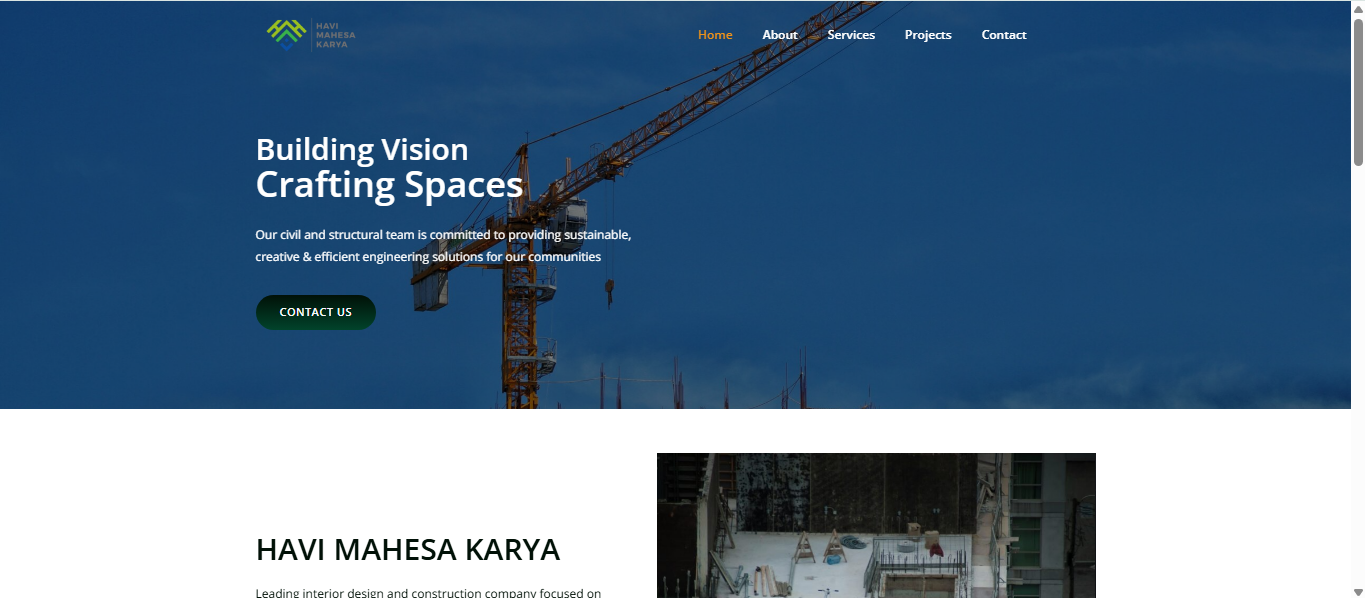 HAVI
MAHESA
KARYA
Home About Services Projects Contact
Building Vision
Crafting Spaces
Our civil and structural team is committed to providing sustainable,
creative & efficient engineering solutions for our communities
CONTACT US
HAVI MAHESA KARYA
Leading interior design and construction company focused on